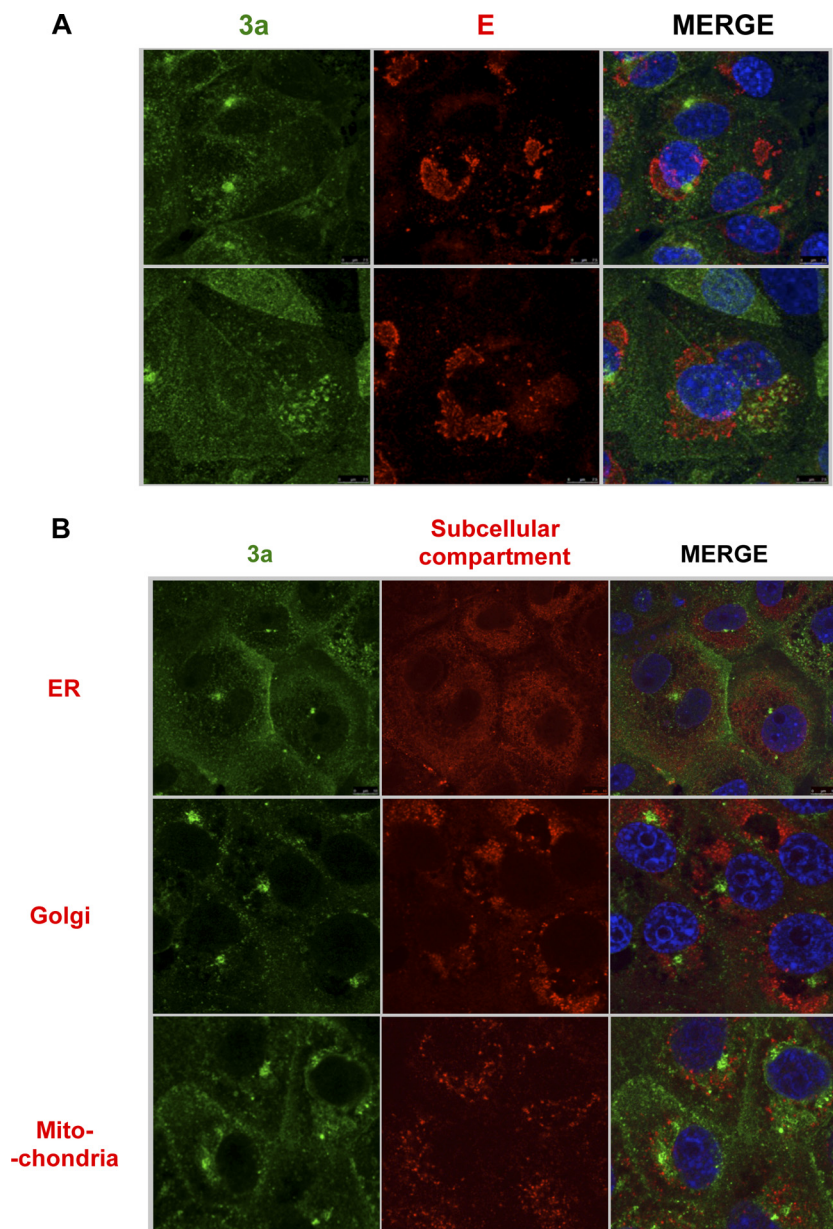 A
3a
E
MERGE
B
3a
Subcellular
compartment
MERGE
ER
Golgi
Mito-
-chondria